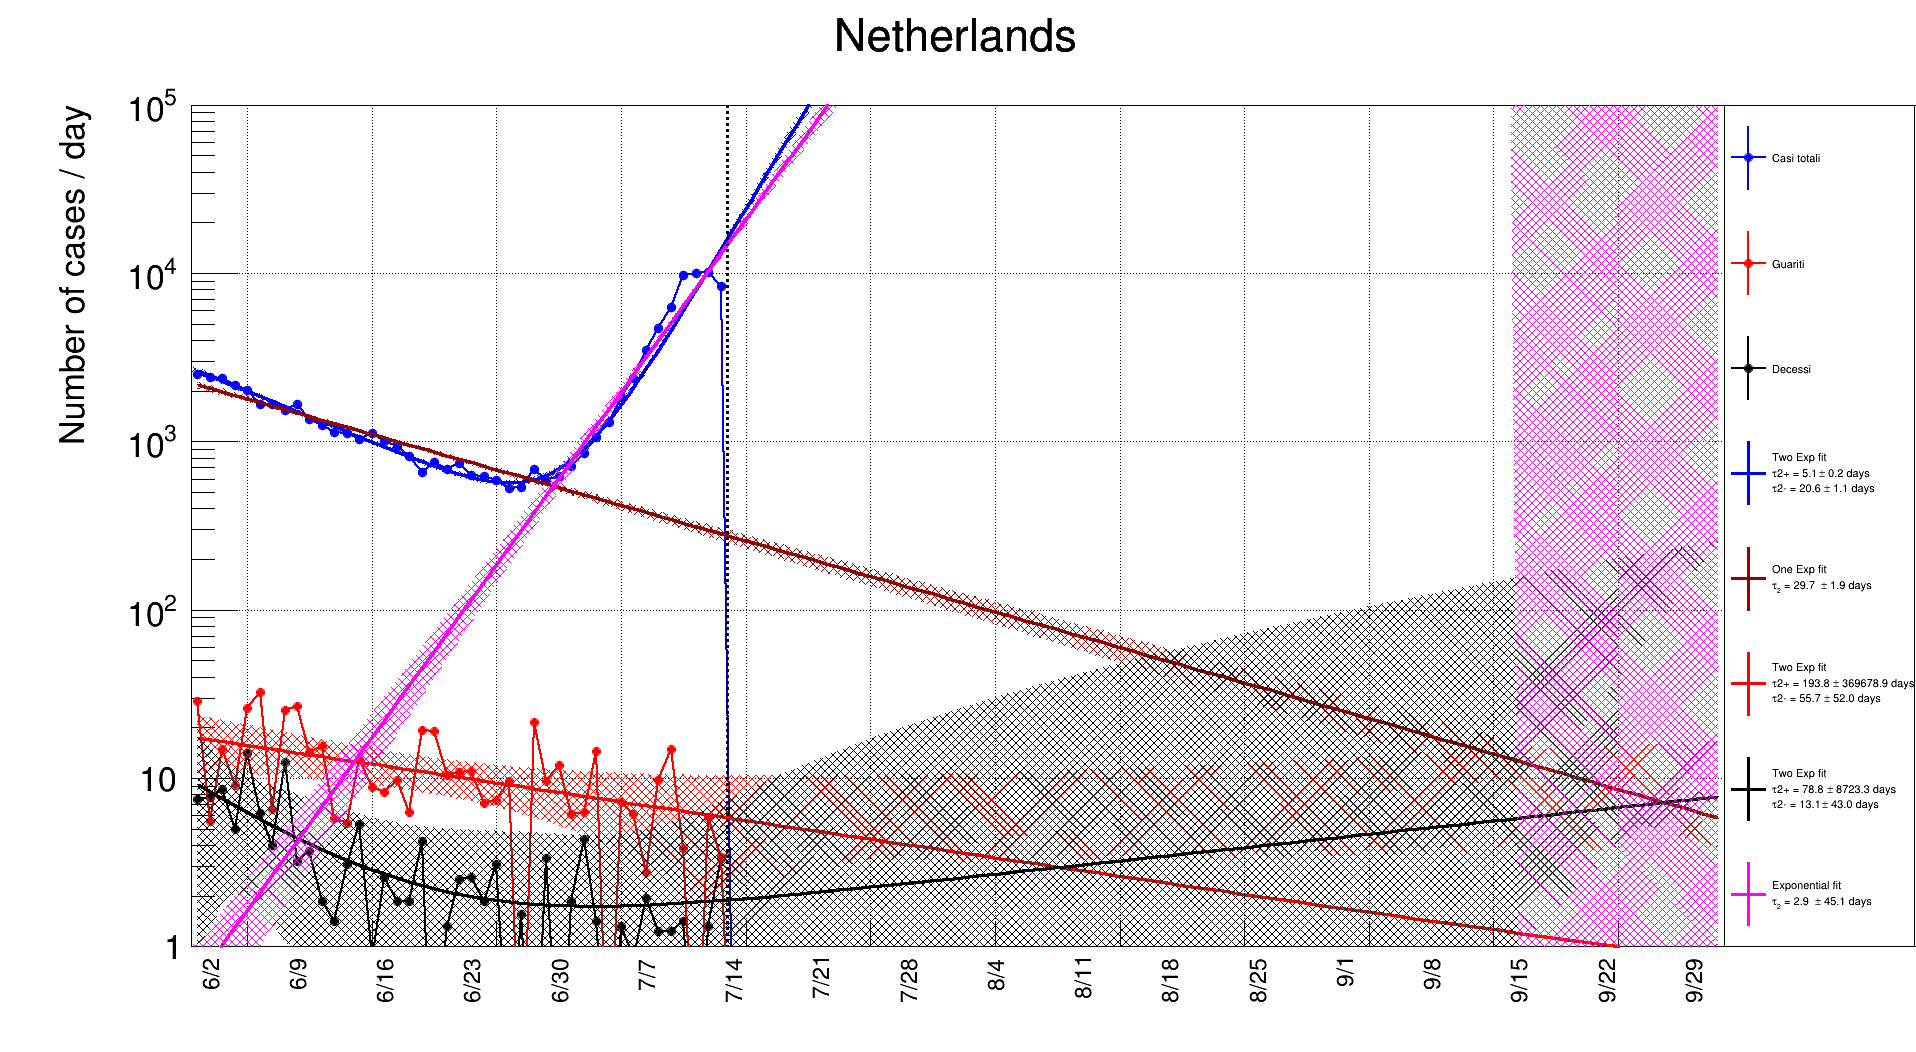 Netherlands
Number of cases / day
10^5
10^4
10^3
10^2
10
1
6/2
6/9
6/16
6/23
6/30
7/7
7/14
7/21
7/28
8/4
8/11
8/18
8/25
9/1
9/8
9/15
9/22
9/29
Casi totali
Guariti
Decessi
Two Exp fit
τ2+ = 5.1 ± 0.2 days
τ2- = 20.6 ± 1.1 days
One Exp fit
τ₂ = 29.7 ± 1.9 days
Two Exp fit
τ2+ = 193.8 ± 369678.9 days
τ2- = 55.7 ± 52.0 days
Two Exp fit
τ2+ = 78.8 ± 8723.3 days
τ2- = 13.1 ± 43.0 days
Exponential fit
τ₂ = 2.9 ± 45.1 days